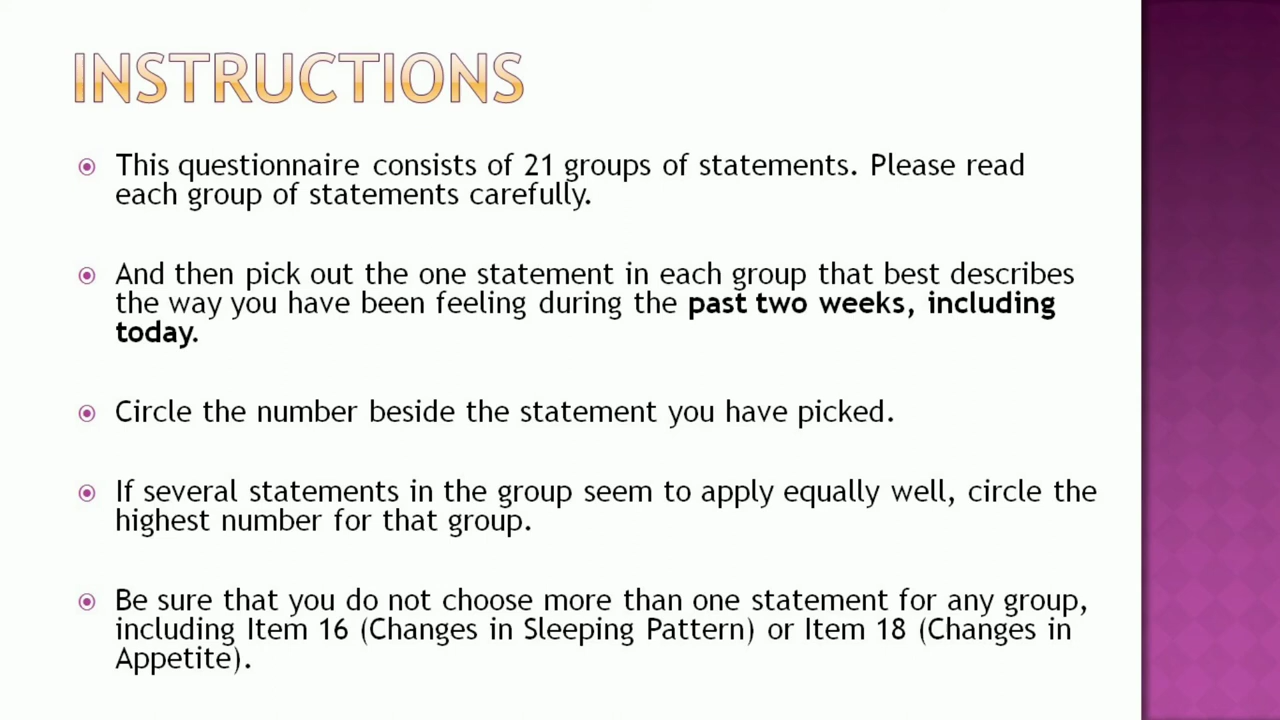 INSTRUCTIONS
This questionnaire consists of 21 groups of statements. Please read
each group of statements carefully.
And then pick out the one statement in each group that best describes
the way you have been feeling during the past two weeks, including
today.
Circle the number beside the statement you have picked.
If several statements in the group seem to apply equally well, circle the
highest number for that group.
Be sure that you do not choose more than one statement for any group,
including Item 16 (Changes in Sleeping Pattern) or Item 18 (Changes in
Appetite).